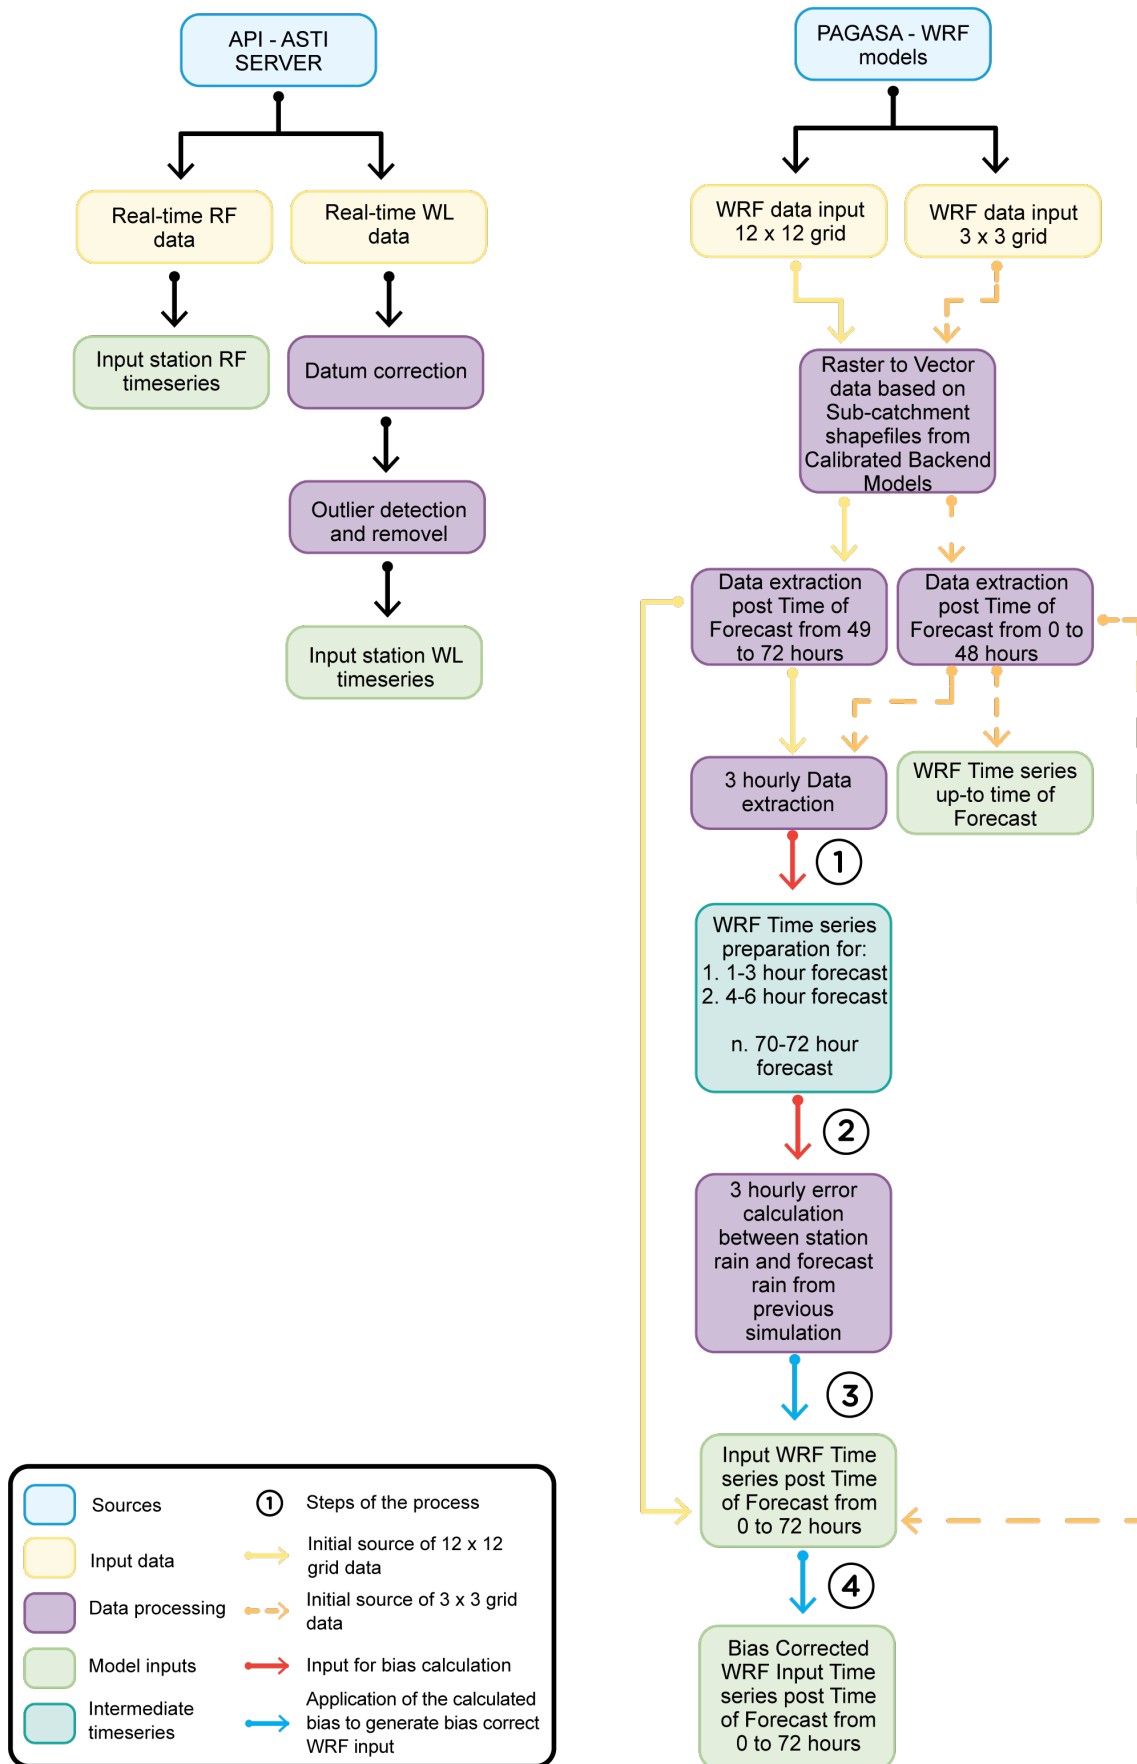 API - ASTI
SERVER
Real-time RF
data
Real-time WL
data
Input station RF
timeseries
Datum correction
Outlier detection
and removel
Input station WL
timeseries
PAGASA - WRF
models
WRF data input
12 x 12 grid
WRF data input
3 x 3 grid
Raster to Vector
data based on
Sub-catchment
shapefiles from
Calibrated Backend
Models
Data extraction
post Time of
Forecast from 49
to 72 hours
Data extraction
post Time of
Forecast from 0 to
48 hours
3 hourly Data
extraction
WRF Time series
up-to time of
Forecast
1
WRF Time series
preparation for:
1. 1-3 hour forecast
2. 4-6 hour forecast
n. 70-72 hour
forecast
2
3 hourly error
calculation
between station
rain and forecast
rain from
previous
simulation
3
Input WRF Time
series post Time
of Forecast from
0 to 72 hours
4
Bias Corrected
WRF Input Time
series post Time
of Forecast from
0 to 72 hours
Sources
Input data
Data processing
Model inputs
Intermediate
timeseries
1
Steps of the process
Initial source of 12 x 12
grid data
Initial source of 3 x 3 grid
data
Input for bias calculation
Application of the calculated
bias to generate bias correct
WRF input